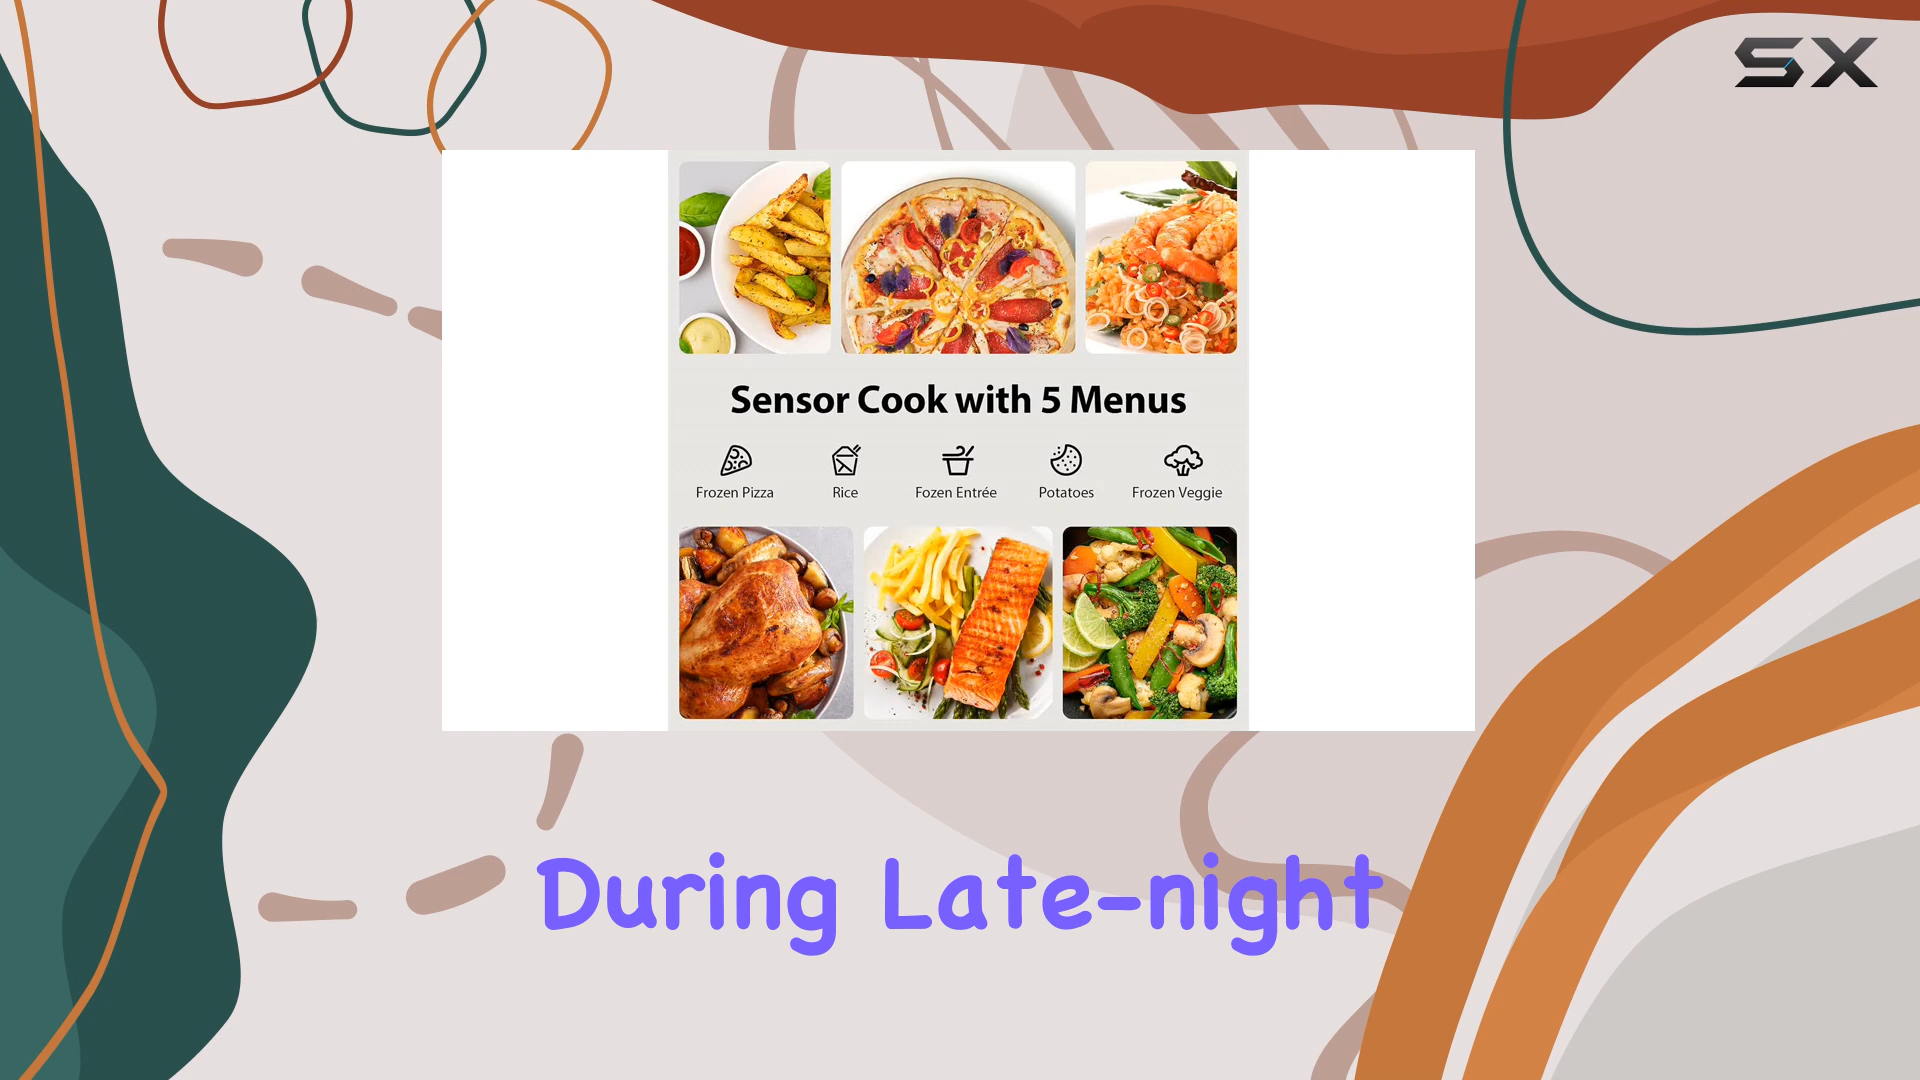 SX
Sensor Cook with 5 Menus
Frozen Pizza
Rice
Fozen Entrée
Potatoes
Frozen Veggie
During Late-night